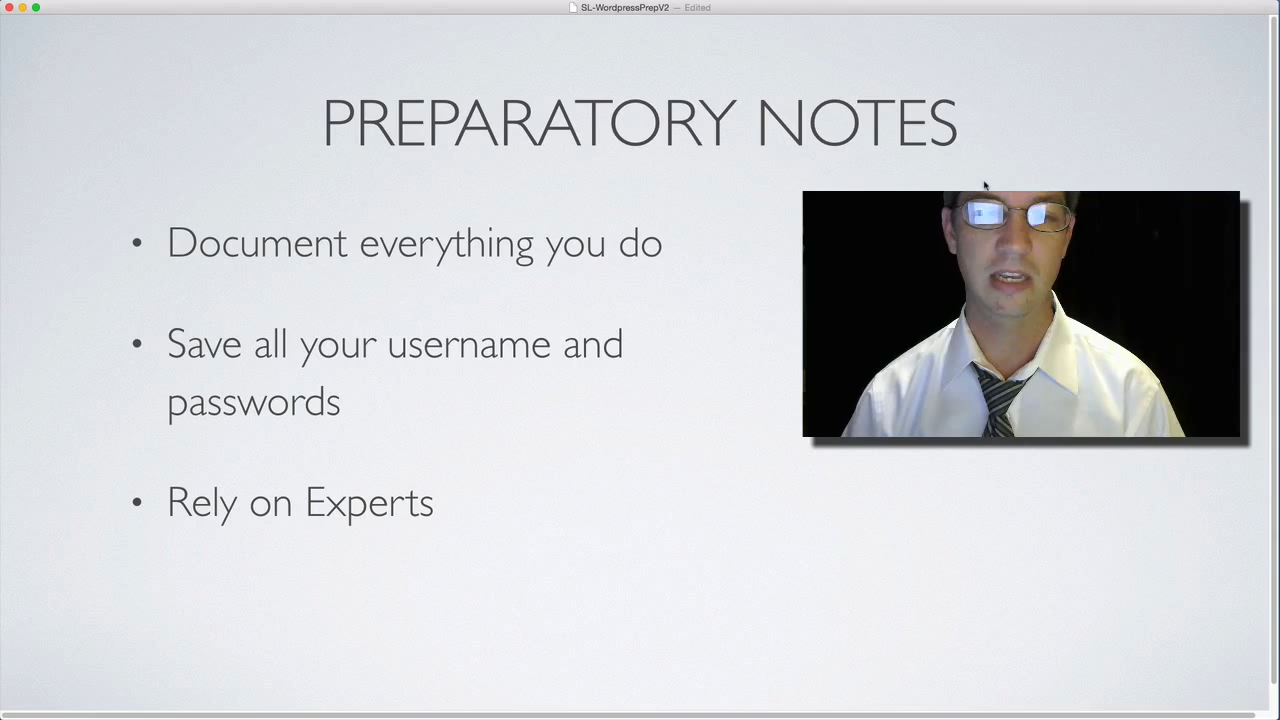 SL-WordpressPrepV2 — Edited
PREPARATORY NOTES
• Document everything you do
• Save all your username and
passwords
• Rely on Experts